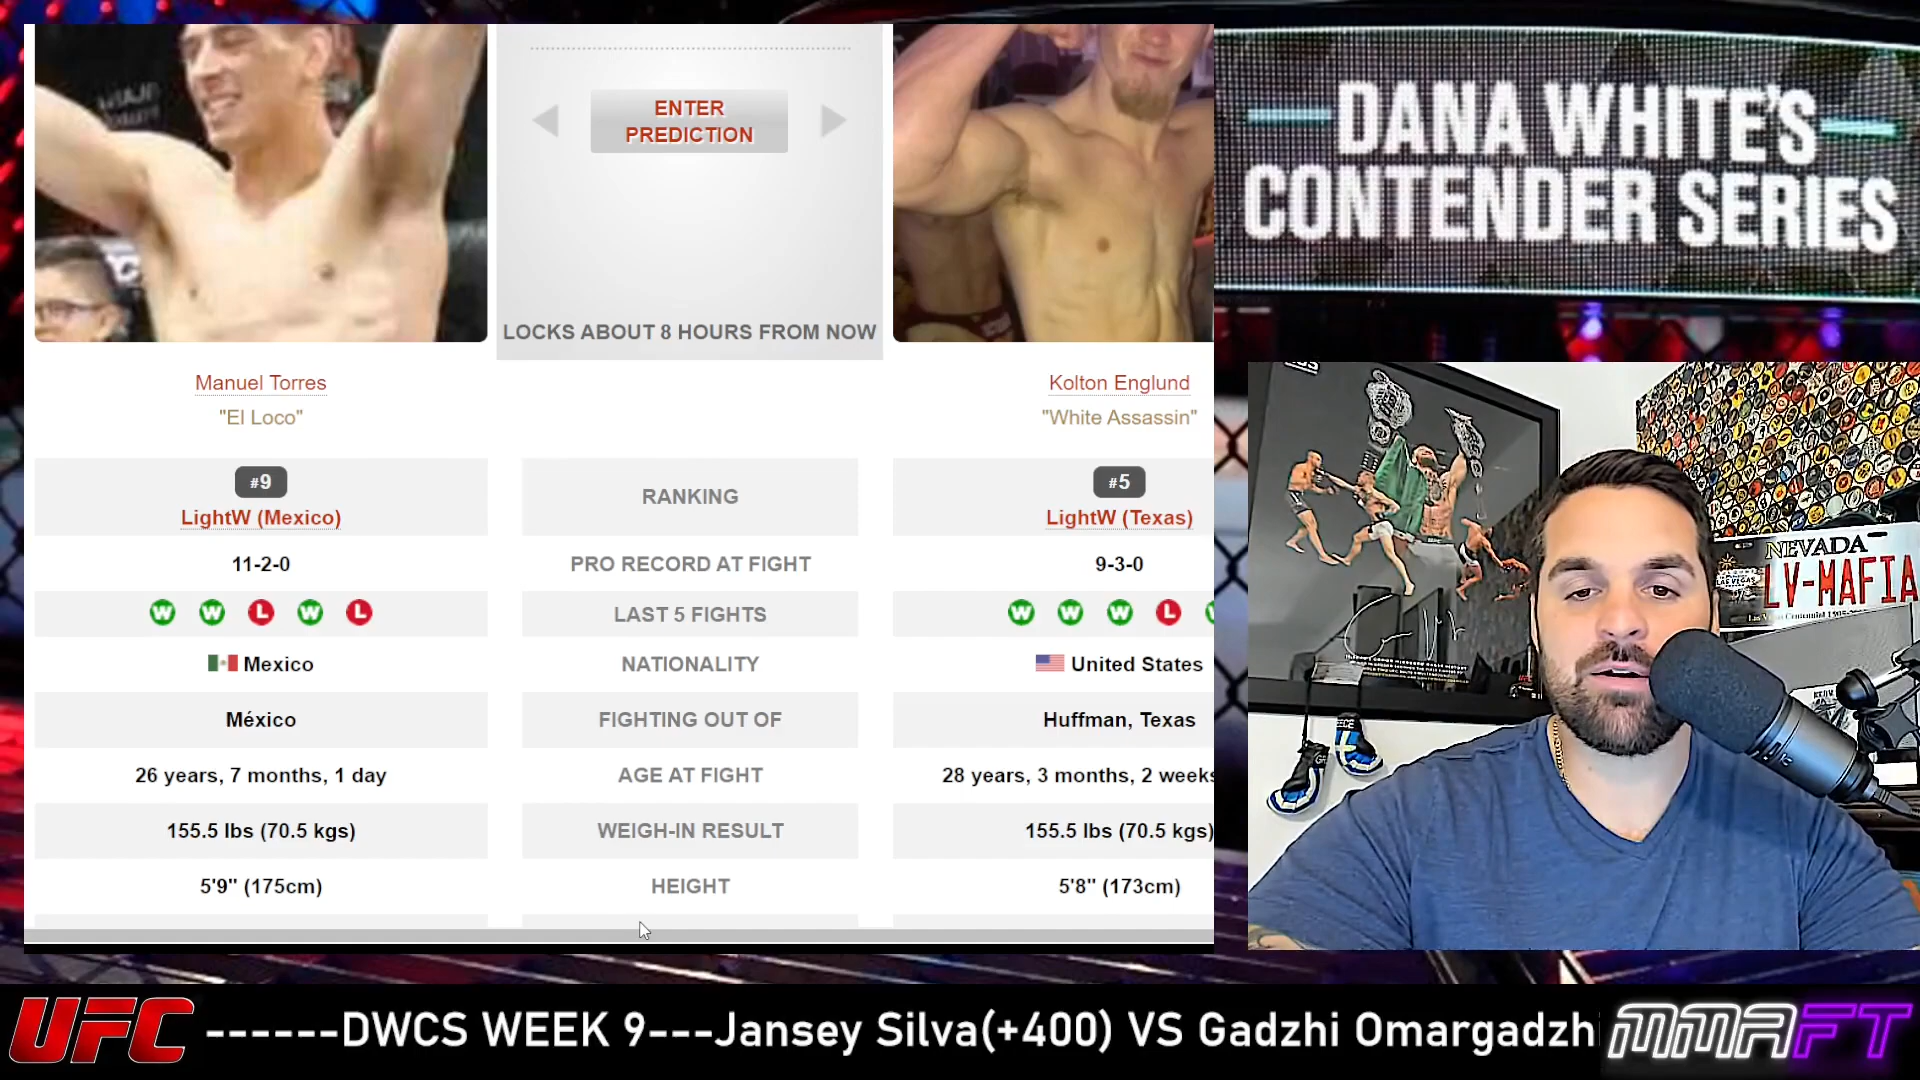 ENTER
PREDICTION
LOCKS ABOUT 8 HOURS FROM NOW
Manuel Torres
Kolton Englund
"El Loco"
"White Assassin"
#9
LightW (Mexico)
RANKING
#5
LightW (Texas)
11-2-0
PRO RECORD AT FIGHT
9-3-0
W W L W L
LAST 5 FIGHTS
W W W L
Mexico
NATIONALITY
United States
México
FIGHTING OUT OF
Huffman, Texas
26 years, 7 months, 1 day
AGE AT FIGHT
28 years, 3 months, 2 weeks
155.5 lbs (70.5 kgs)
WEIGH-IN RESULT
155.5 lbs (70.5 kgs)
5'9" (175cm)
HEIGHT
5'8" (173cm)
DANA WHITE'S
CONTENDER SERIES
NEVADA
LV-MAFIA
UFC
------DWCS WEEK 9---Jansey Silva(+400) VS Gadzhi Omargadzhi
MMAFT